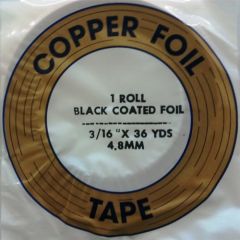 COPPER FOIL
1 ROLL
BLACK COATED FOIL
3/16 " X 36 YDS
4.8MM
TAPE